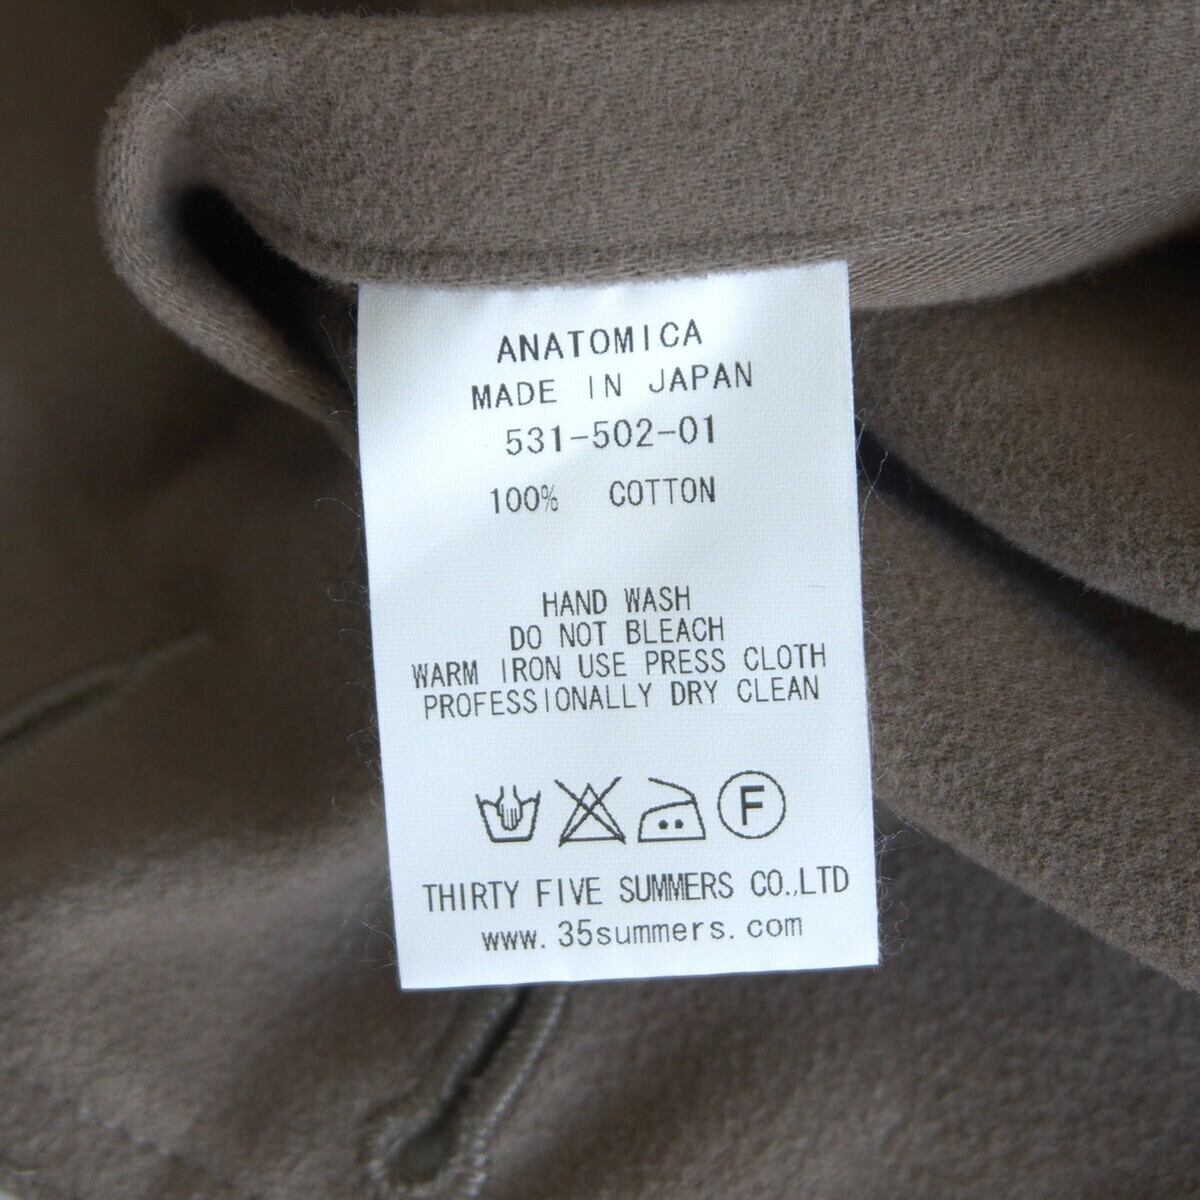 ANATOMICA
MADE IN JAPAN
531-502-01
100% COTTON
HAND WASH
DO NOT BLEACH
WARM IRON USE PRESS CLOTH
PROFESSIONALLY DRY CLEAN
F
THIRTY FIVE SUMMERS CO.,LTD
www.35summers.com